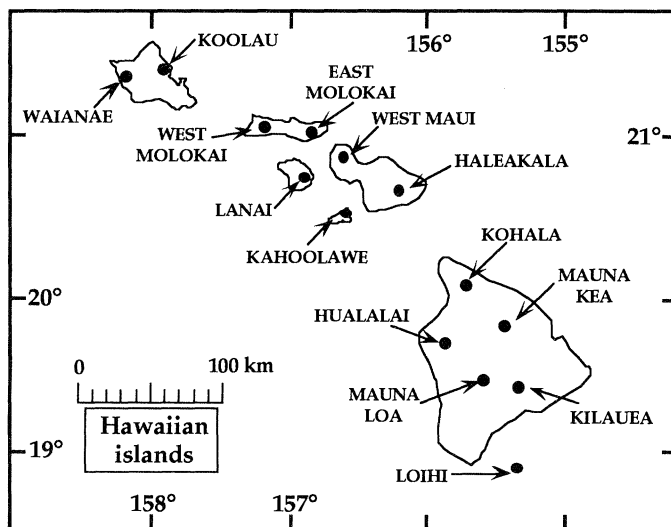 156°
155°
KOOLAU
EAST
MOLOKAI
WAIANAE
WEST
MOLOKAI
WEST MAUI
21°
HALEAKALA
LANAI
KAHOOLAWE
KOHALA
MAUNA
KEA
20°
HUALALAI
0
100 km
MAUNA
LOA
KILAUEA
Hawaiian
islands
19°
LOIHI
158°
157°